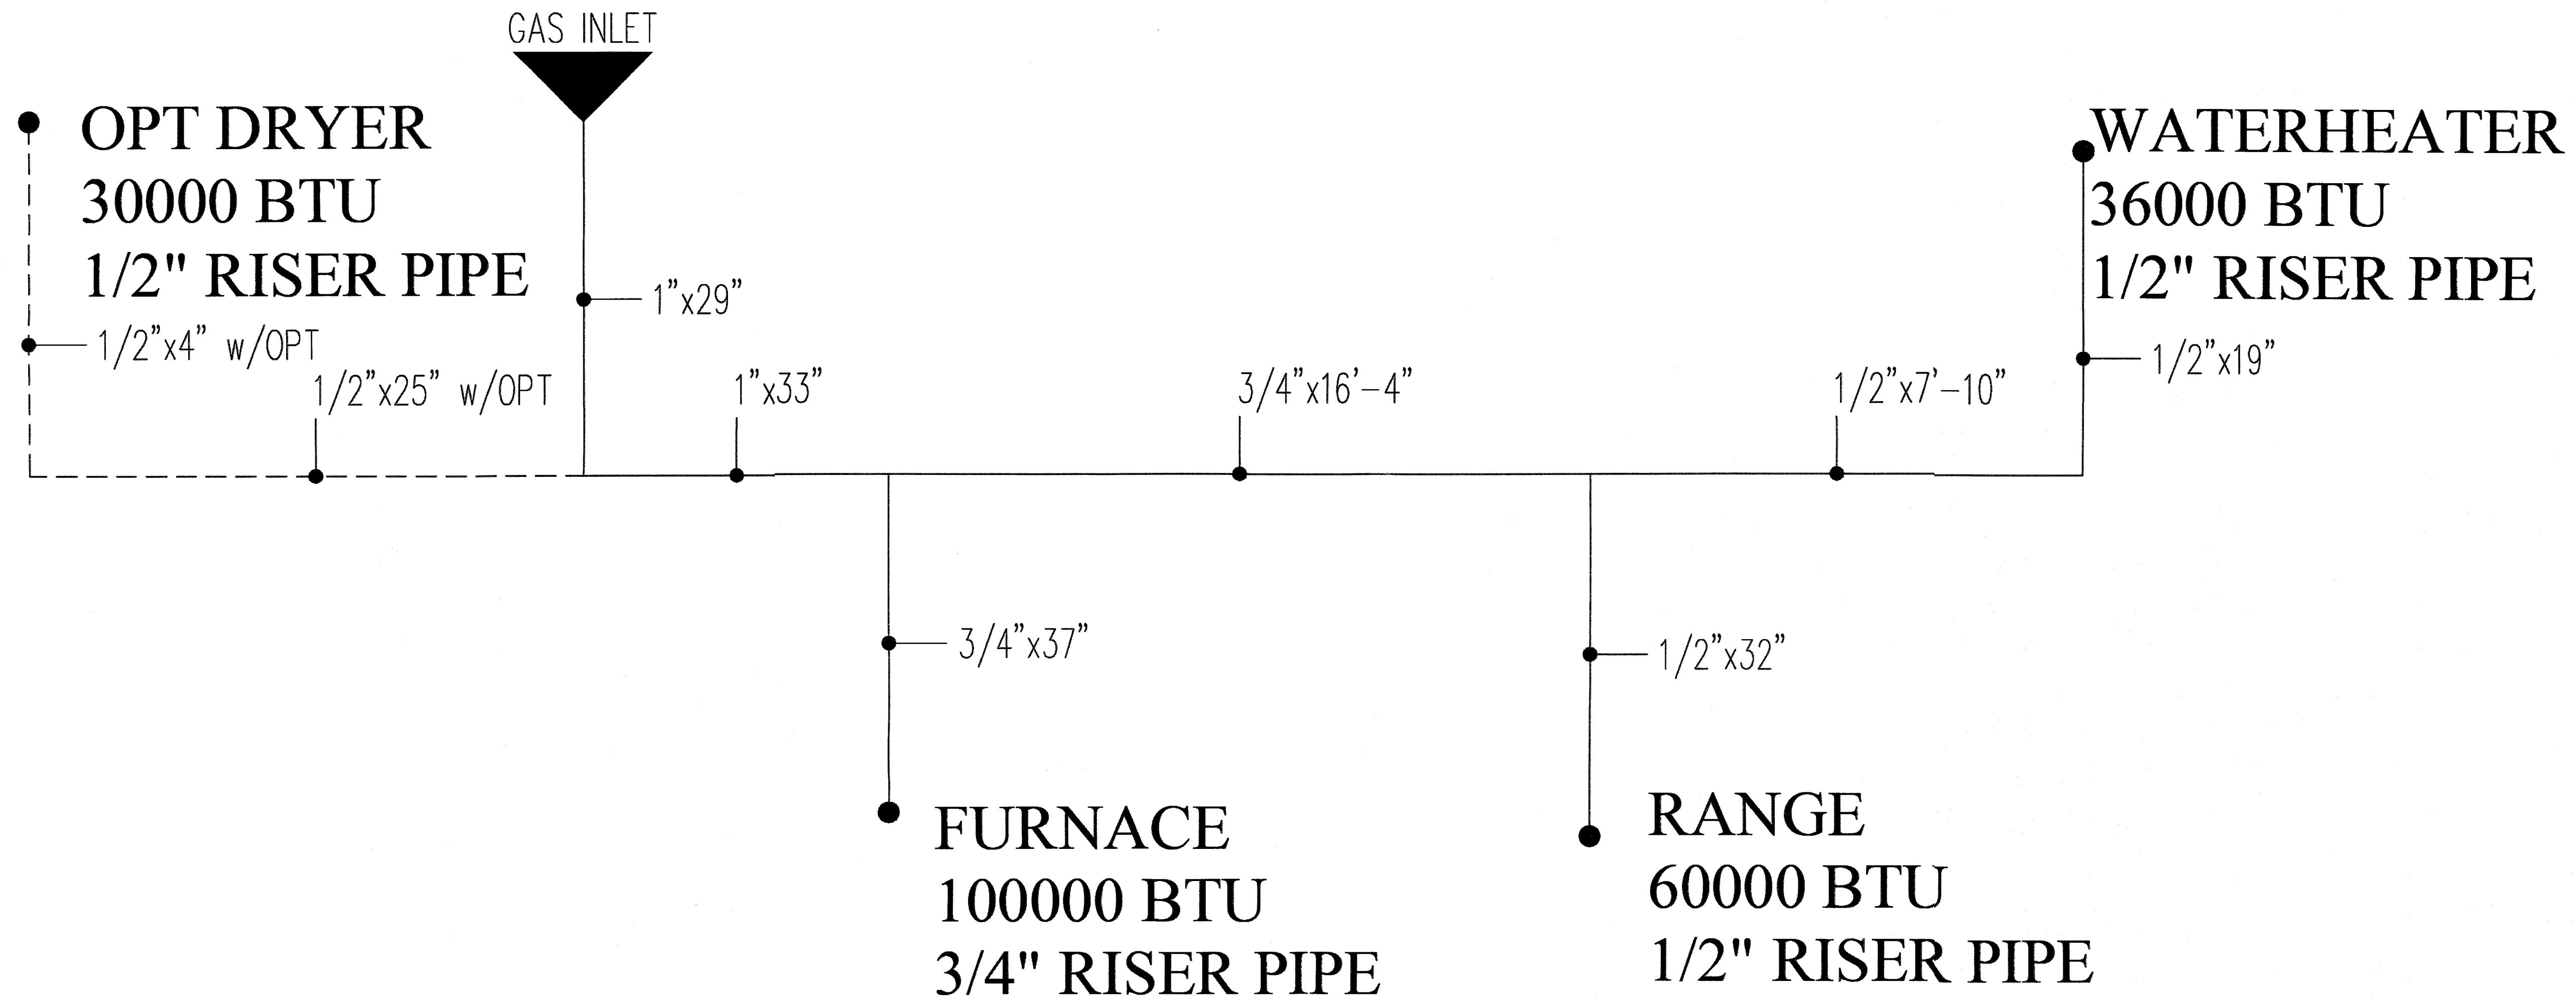 GAS INLET
OPT DRYER
30000 BTU
1/2" RISER PIPE
1/2"x4" w/OPT
1/2"x25" w/OPT
1"x29"
1"x33"
3/4"x16'-4"
1/2"x7'-10"
WATERHEATER
36000 BTU
1/2" RISER PIPE
1/2"x19"
3/4"x37"
1/2"x32"
FURNACE
100000 BTU
3/4" RISER PIPE
RANGE
60000 BTU
1/2" RISER PIPE